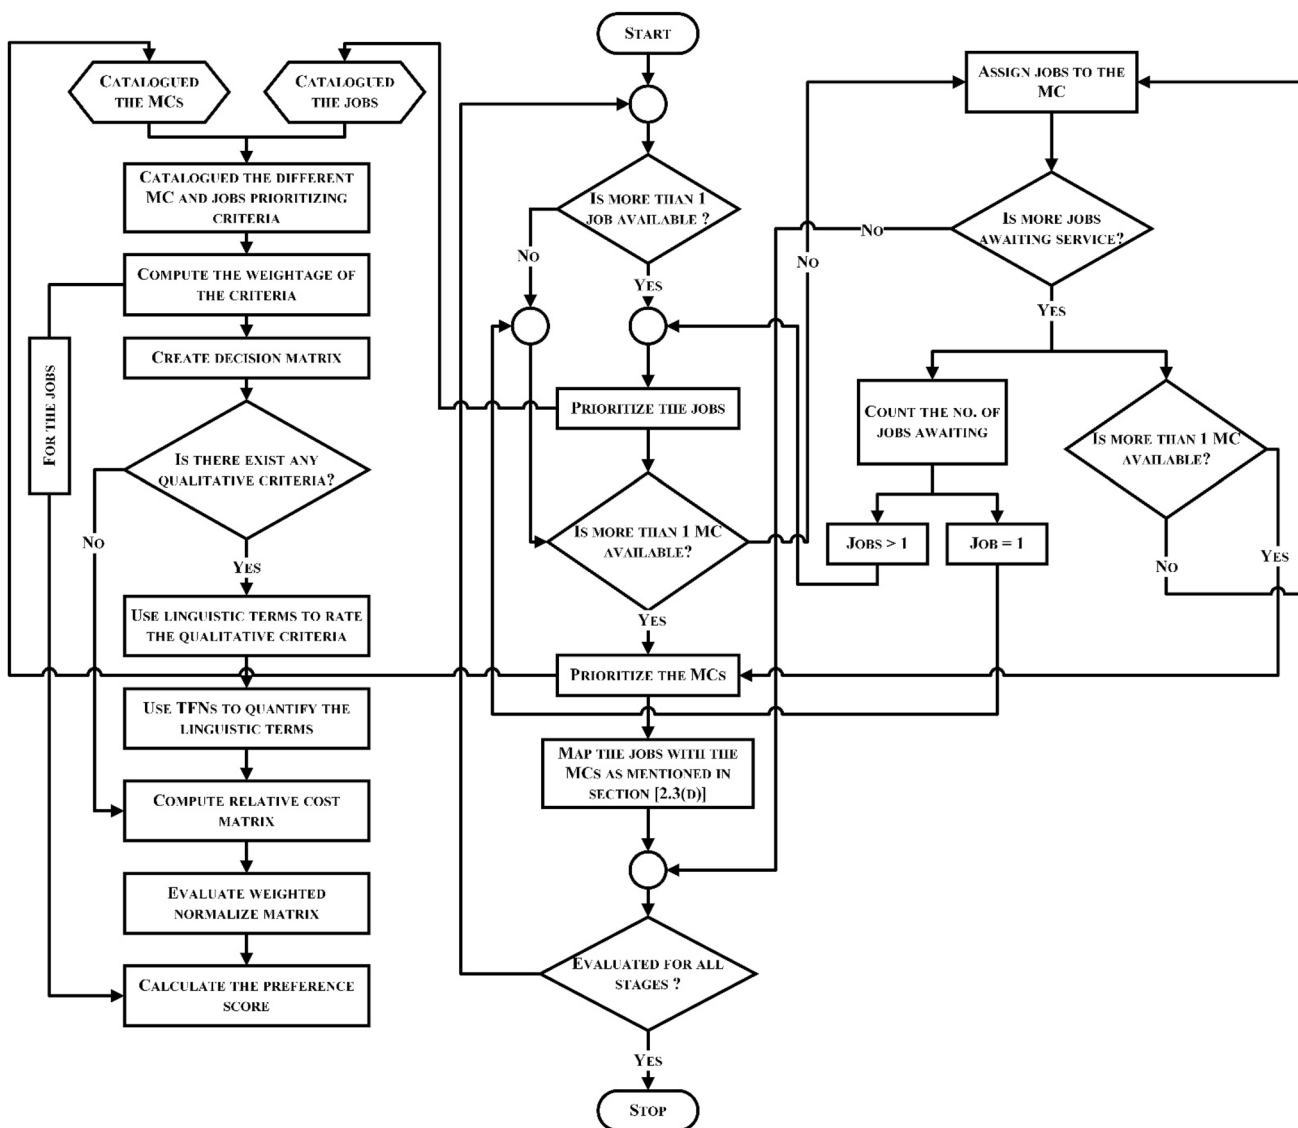 START
CATALOGUED
THE MCS
CATALOGUED
THE JOBS
CATALOGUED THE DIFFERENT
MC AND JOBS PRIORITIZING
CRITERIA
COMPUTE THE WEIGHTAGE OF
THE CRITERIA
FOR THE JOBS
CREATE DECISION MATRIX
IS THERE EXIST ANY
QUALITATIVE CRITERIA?
NO
YES
USE LINGUISTIC TERMS TO RATE
THE QUALITATIVE CRITERIA
USE TFNS TO QUANTIFY THE
LINGUISTIC TERMS
COMPUTE RELATIVE COST
MATRIX
EVALUATE WEIGHTED
NORMALIZE MATRIX
CALCULATE THE PREFERENCE
SCORE
IS MORE THAN 1
JOB AVAILABLE ?
NO
YES
PRIORITIZE THE JOBS
IS MORE THAN 1 MC
AVAILABLE?
NO
YES
PRIORITIZE THE MCS
MAP THE JOBS WITH THE
MCS AS MENTIONED IN
SECTION [2.3(D)]
EVALUATED FOR ALL
STAGES ?
YES
STOP
ASSIGN JOBS TO THE
MC
IS MORE JOBS
AWAITING SERVICE?
NO
YES
COUNT THE NO. OF
JOBS AWAITING
JOBS > 1
JOB = 1
IS MORE THAN 1 MC
AVAILABLE?
NO
YES